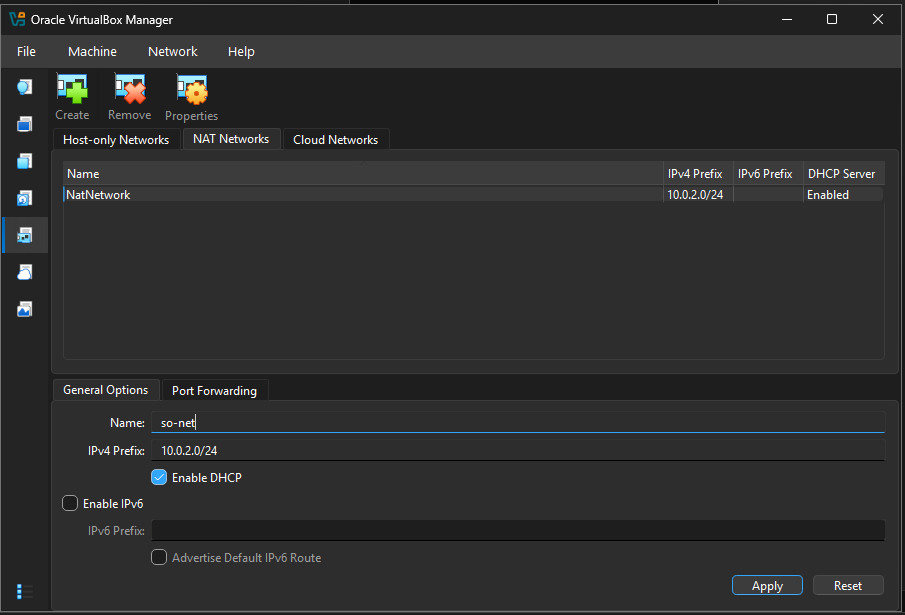 Oracle VirtualBox Manager
File Machine Network Help
Create Remove Properties
Host-only Networks NAT Networks Cloud Networks
Name IPv4 Prefix IPv6 Prefix DHCP Server
NatNetwork 10.0.2.0/24 Enabled
General Options Port Forwarding
Name: so-net
IPv4 Prefix: 10.0.2.0/24
Enable DHCP
Enable IPv6
IPv6 Prefix:
Advertise Default IPv6 Route
Apply Reset